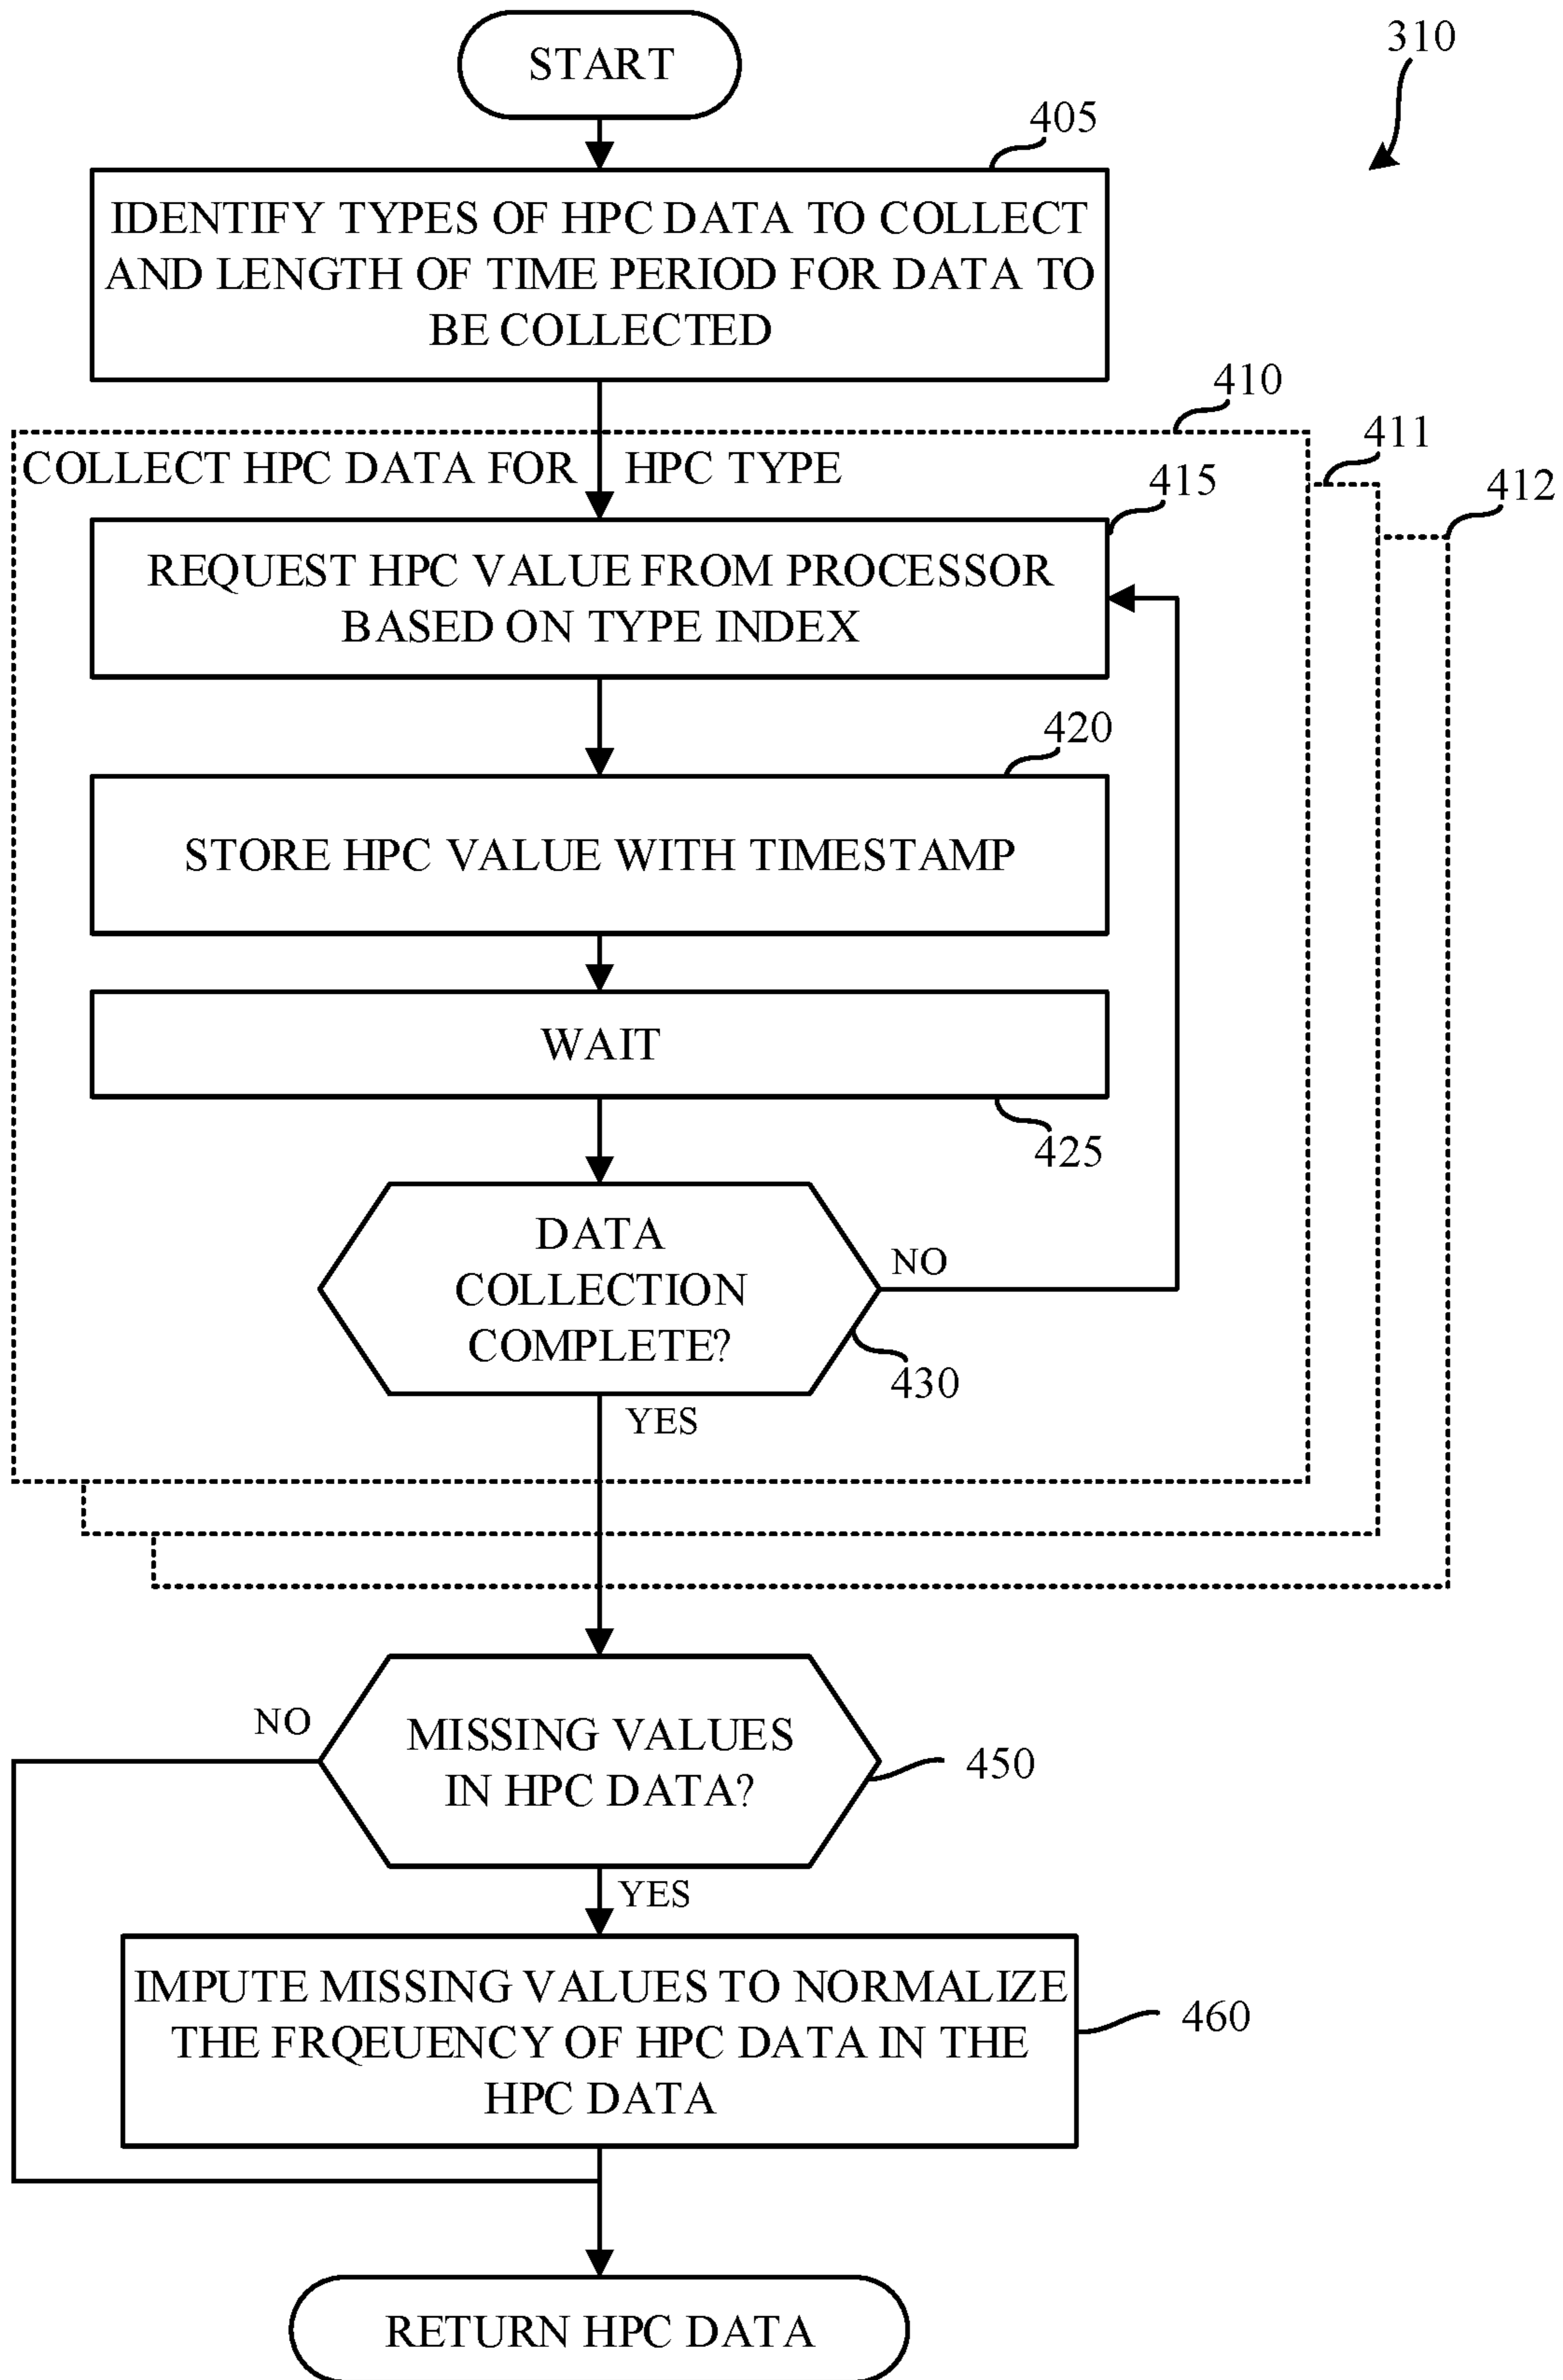 START
310
405
IDENTIFY TYPES OF HPC DATA TO COLLECT
AND LENGTH OF TIME PERIOD FOR DATA TO
BE COLLECTED
410
411
412
COLLECT HPC DATA FOR HPC TYPE
415
REQUEST HPC VALUE FROM PROCESSOR
BASED ON TYPE INDEX
420
STORE HPC VALUE WITH TIMESTAMP
WAIT
425
DATA
COLLECTION
COMPLETE?
NO
430
YES
NO
MISSING VALUES
IN HPC DATA?
450
YES
IMPUTE MISSING VALUES TO NORMALIZE
THE FRQEUENCY OF HPC DATA IN THE
HPC DATA
460
RETURN HPC DATA